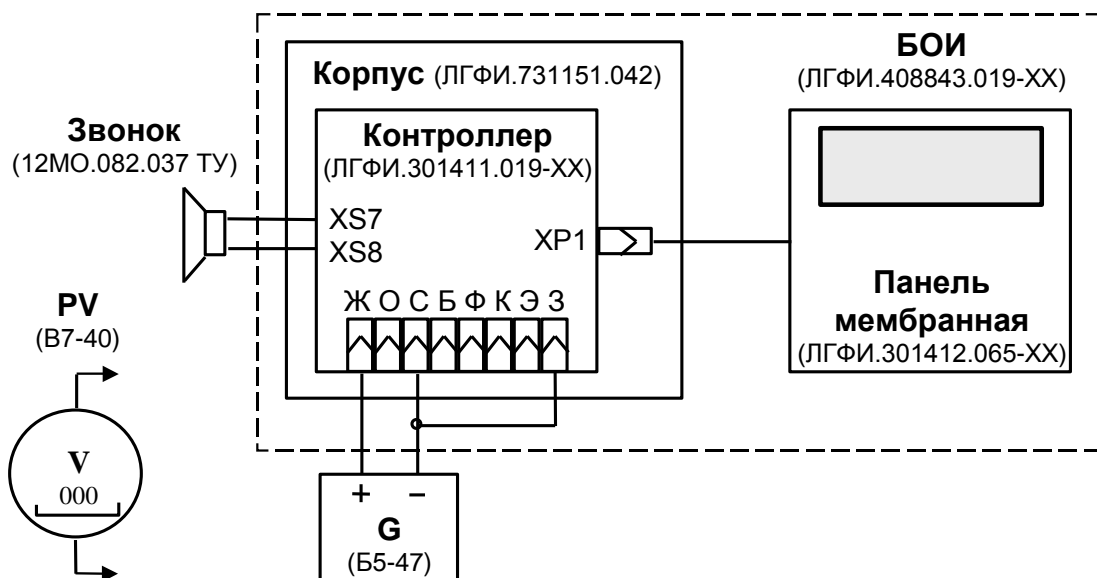 БОИ
(ЛГФИ.408843.019-ХХ)
Корпус (ЛГФИ.731151.042)
Звонок
(12МО.082.037 ТУ)
Контроллер
(ЛГФИ.301411.019-ХХ)
XS7
XS8
XP1
Ж О С Б Ф К Э З
Панель
мембранная
(ЛГФИ.301412.065-ХХ)
PV
(В7-40)
V
000
+ −
G
(Б5-47)